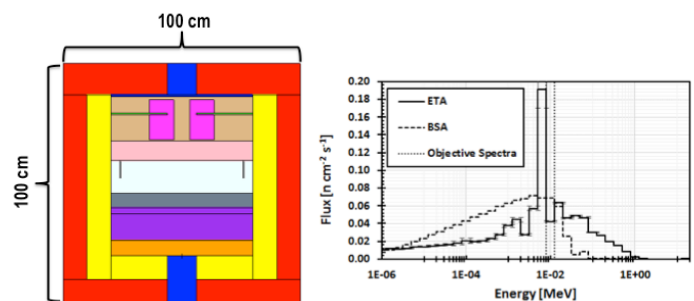 100 cm
100 cm
Flux [n cm⁻² s⁻¹]
0.20
0.18
0.16
0.14
0.12
0.10
0.08
0.06
0.04
0.02
0.00
ETA
BSA
Objective Spectra
1E-06 1E-04 1E-02 1E+00
Energy [MeV]